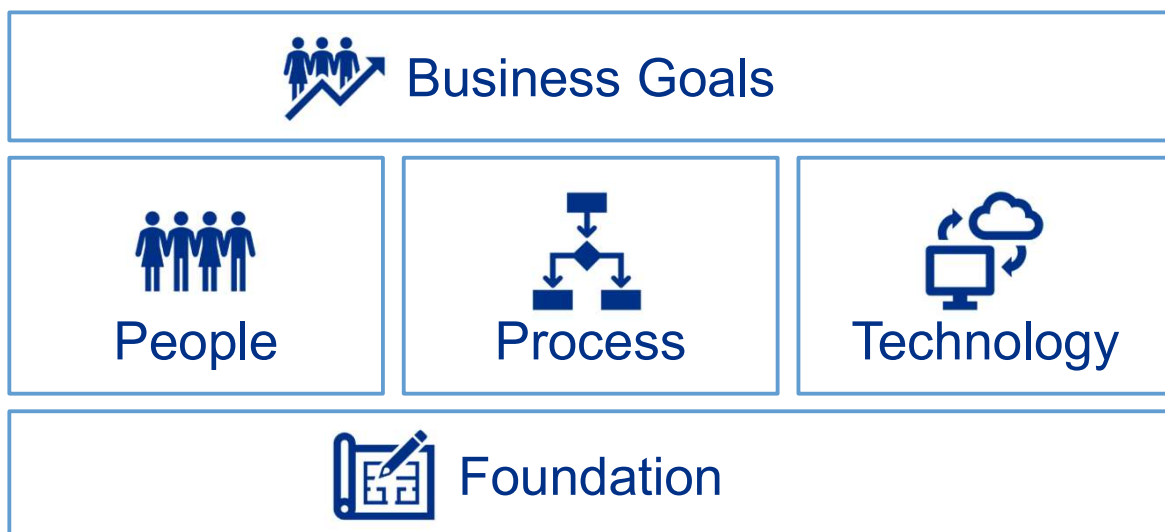 Business Goals
People
Process
Technology
Foundation